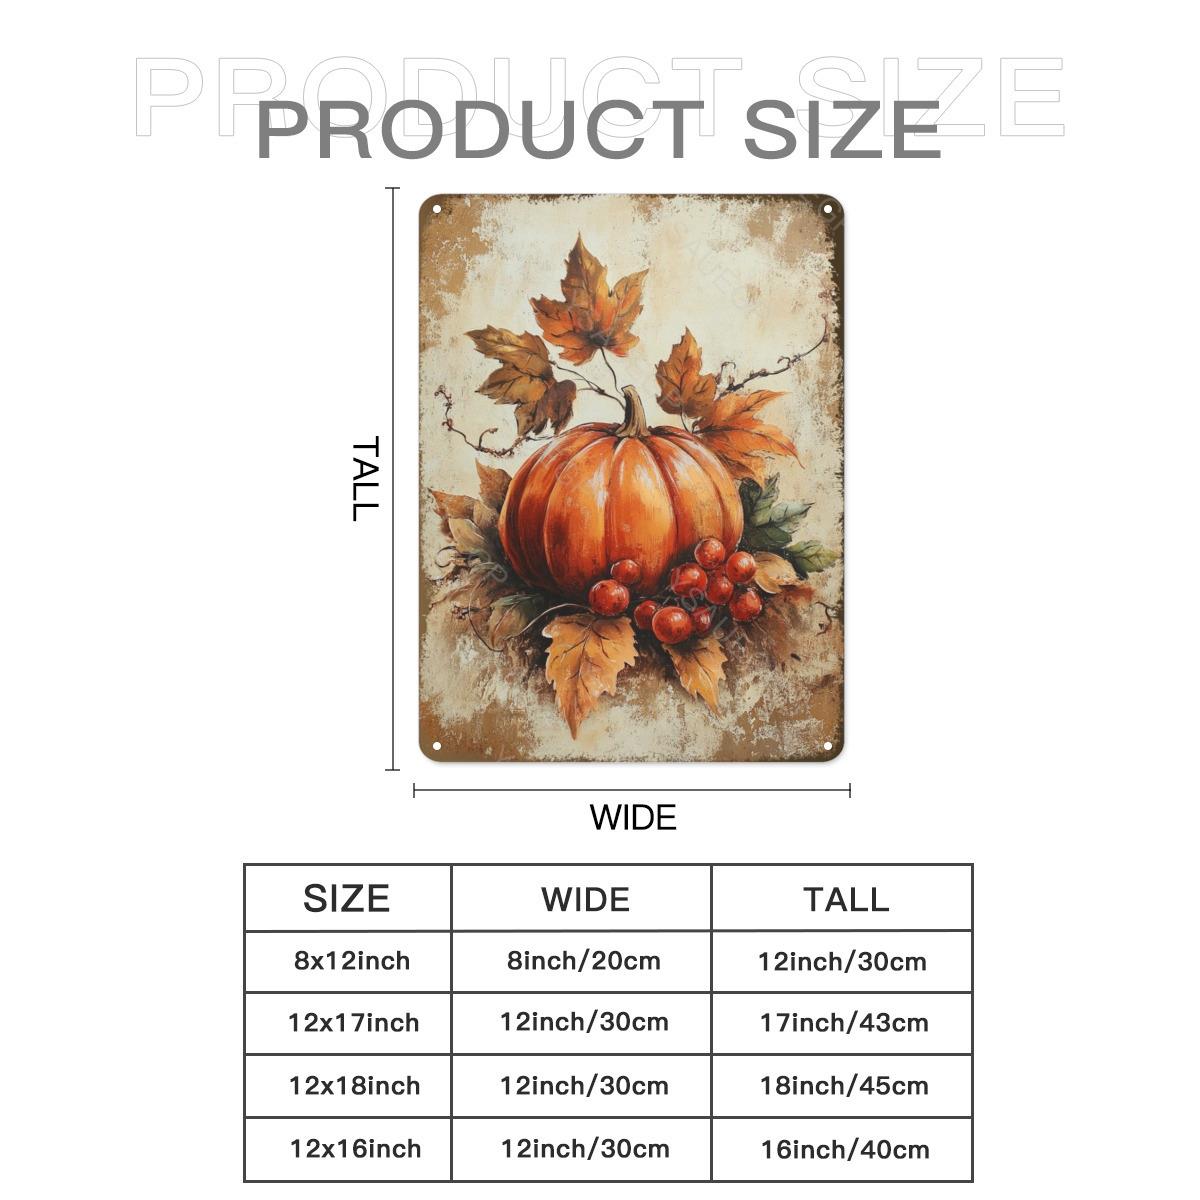 PRODUCT SIZE
PRODUCT SIZE
TALL
WIDE
SIZE WIDE TALL
8x12inch 8inch/20cm 12inch/30cm
12x17inch 12inch/30cm 17inch/43cm
12x18inch 12inch/30cm 18inch/45cm
12x16inch 12inch/30cm 16inch/40cm